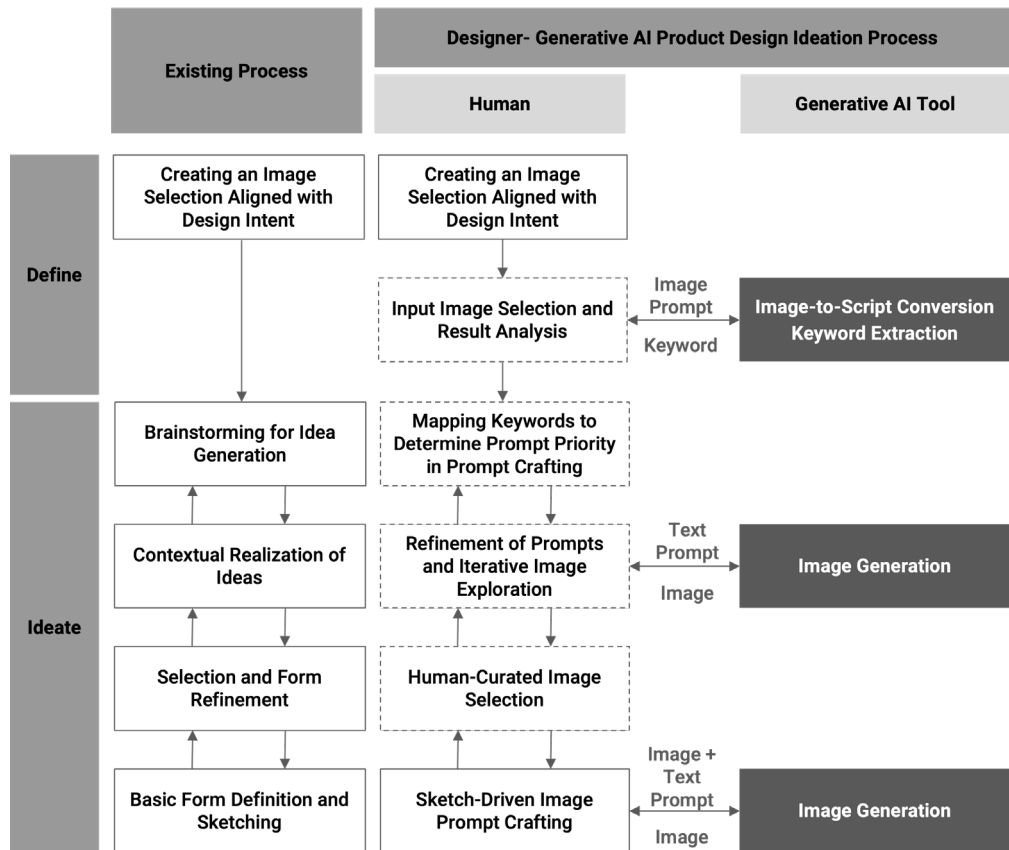 Existing Process
Designer- Generative AI Product Design Ideation Process
Human
Generative AI Tool
Define
Creating an Image
Selection Aligned with
Design Intent
Creating an Image
Selection Aligned with
Design Intent
Input Image Selection and
Result Analysis
Image
Prompt
Keyword
Image-to-Script Conversion
Keyword Extraction
Ideate
Brainstorming for Idea
Generation
Mapping Keywords to
Determine Prompt Priority
in Prompt Crafting
Contextual Realization of
Ideas
Refinement of Prompts
and Iterative Image
Exploration
Text
Prompt
Image
Image Generation
Selection and Form
Refinement
Human-Curated Image
Selection
Basic Form Definition and
Sketching
Sketch-Driven Image
Prompt Crafting
Image +
Text
Prompt
Image
Image Generation